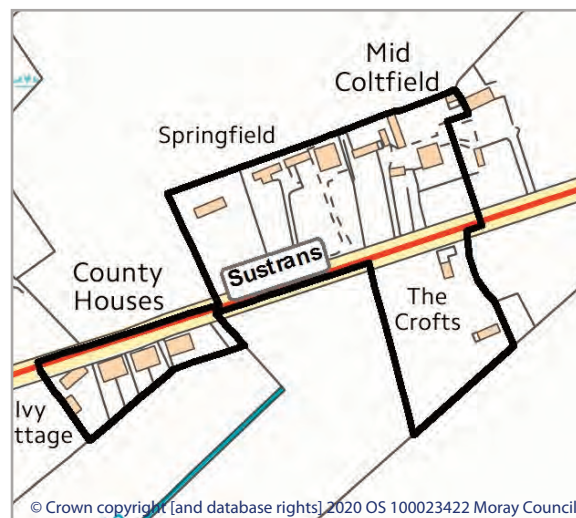 Mid
Coltfield
Springfield
Sustrans
County
Houses
The
Crofts
Ivy
ttage
© Crown copyright [and database rights] 2020 OS 100023422 Moray Council